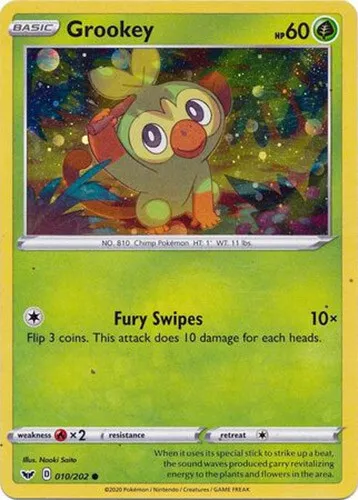 BASIC Grookey HP60
NO. 810 Chimp Pokémon HT: 1' WT: 11 lbs.
Fury Swipes 10×
Flip 3 coins. This attack does 10 damage for each heads.
weakness ×2 resistance retreat
Illus. Naoki Saito
When it uses its special stick to strike up a beat,
the sound waves produced carry revitalizing
energy to the plants and flowers in the area.
D 010/202
©2020 Pokémon / Nintendo / Creatures / GAME FREAK